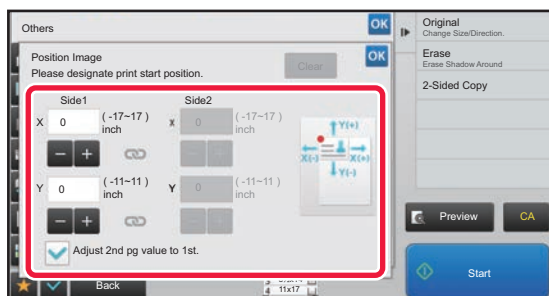 Others
OK
Position Image
Please designate print start position.
Clear
OK
Side1
Side2
X 0 (-17~17) inch
X 0 (-17~17) inch
Y(+)
X(-) X(+)
Y(-)
Y 0 (-11~11) inch
Y 0 (-11~11) inch
Adjust 2nd pg value to 1st.
Back
4 11x17
Original
Change Size/Direction.
Erase
Erase Shadow Around
2-Sided Copy
Preview
CA
Start